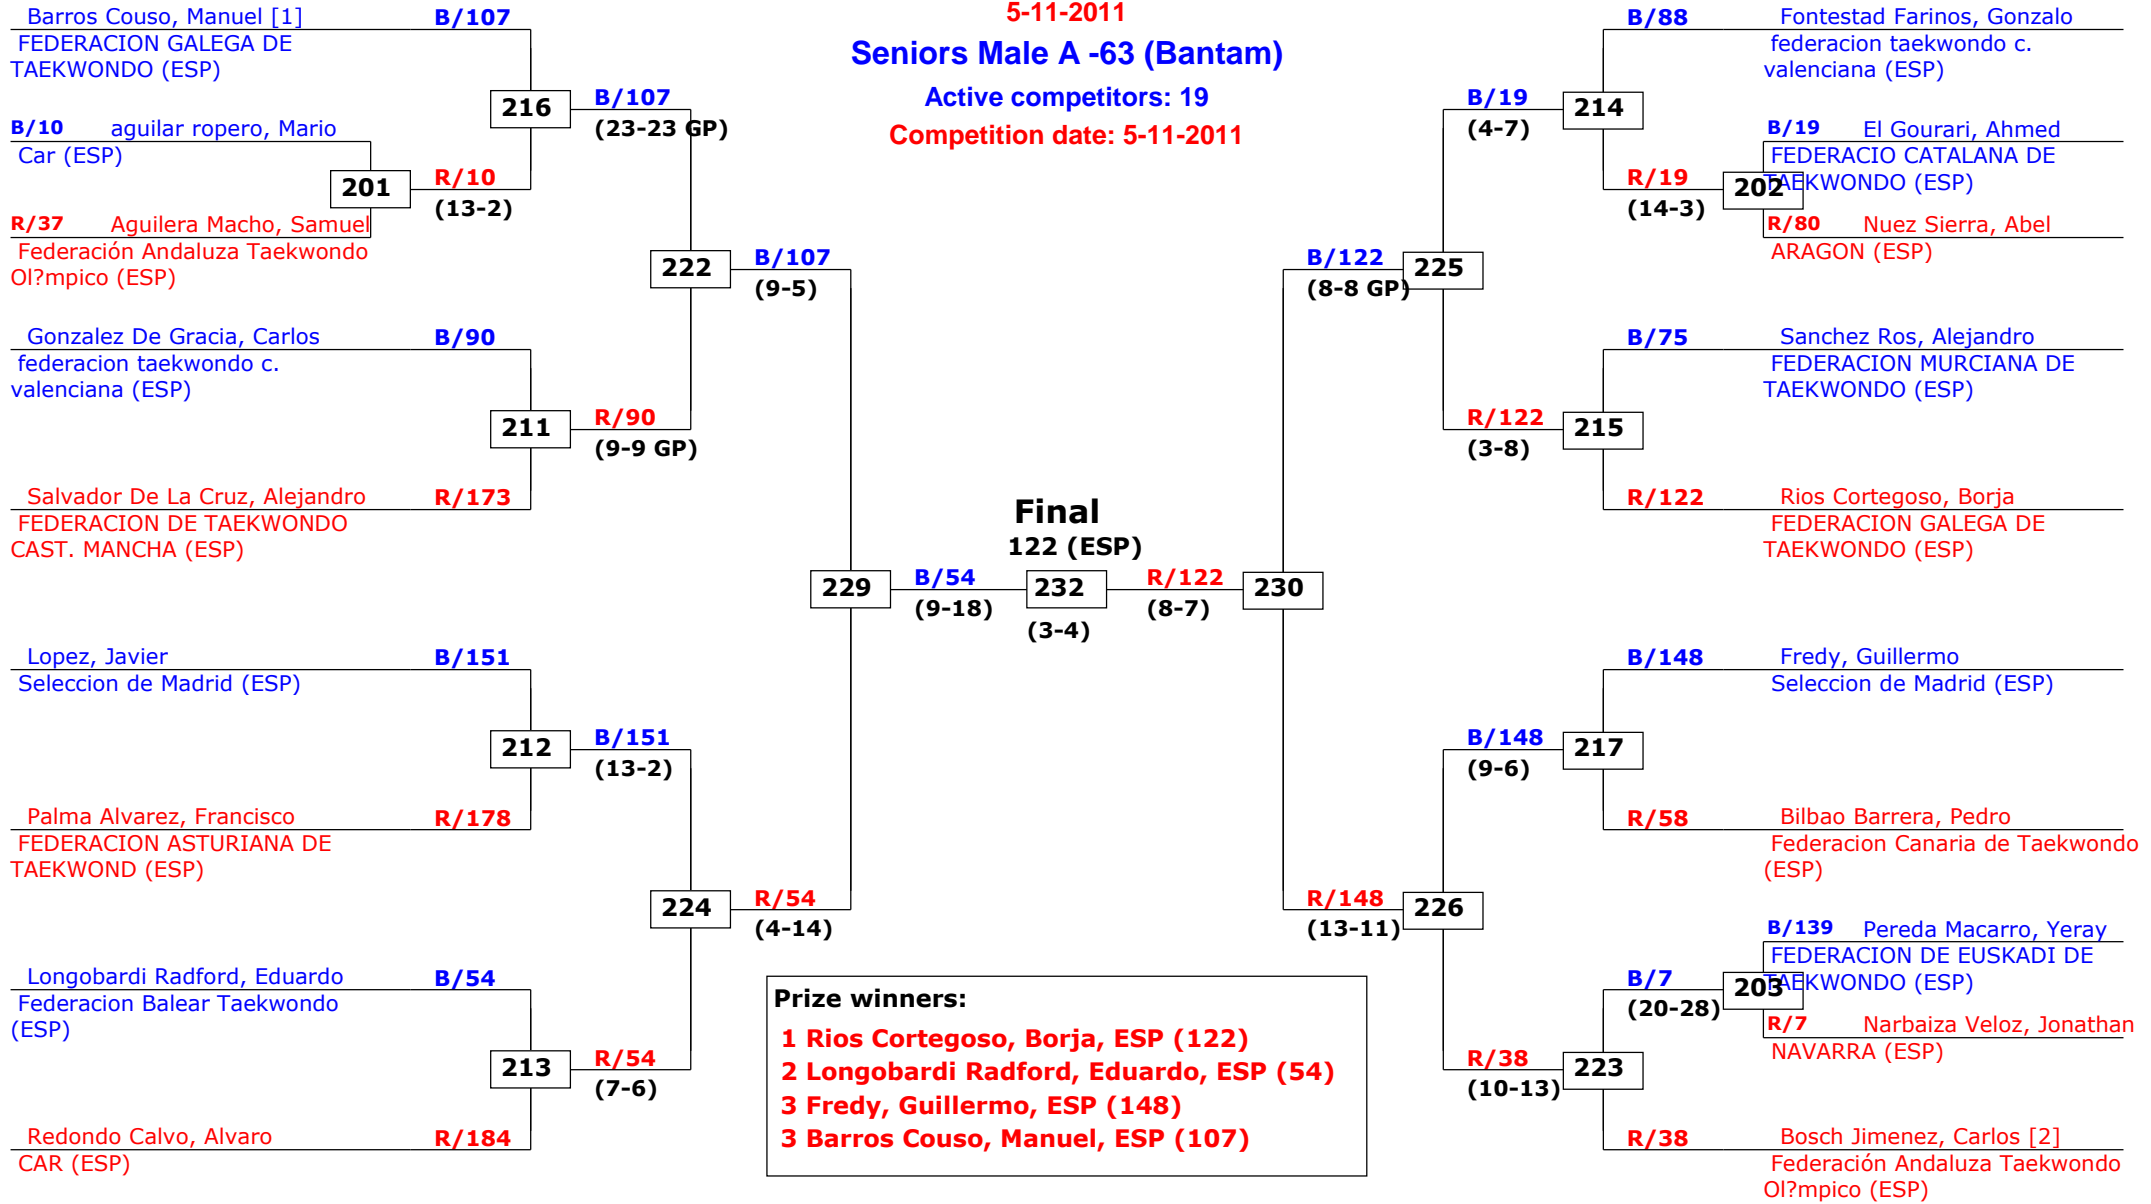 5-11-2011
Seniors Male A -63 (Bantam)
Active competitors: 19
Competition date: 5-11-2011
Barros Couso, Manuel [1] B/107
FEDERACION GALEGA DE
TAEKWONDO (ESP)
216
B/107
(23-23 GP)
B/10 aguilar ropero, Mario
Car (ESP)
201
R/10
(13-2)
R/37 Aguilera Macho, Samuel
Federación Andaluza Taekwondo
Ol?mpico (ESP)
222
B/107
(9-5)
Gonzalez De Gracia, Carlos B/90
federacion taekwondo c.
valenciana (ESP)
211
R/90
(9-9 GP)
Salvador De La Cruz, Alejandro R/173
FEDERACION DE TAEKWONDO
CAST. MANCHA (ESP)
229
B/54
(9-18)
Lopez, Javier B/151
Seleccion de Madrid (ESP)
212
B/151
(13-2)
Palma Alvarez, Francisco R/178
FEDERACION ASTURIANA DE
TAEKWOND (ESP)
224
R/54
(4-14)
Longobardi Radford, Eduardo B/54
Federacion Balear Taekwondo
(ESP)
213
R/54
(7-6)
Redondo Calvo, Alvaro R/184
CAR (ESP)
Final
122 (ESP)
232
(3-4)
R/122
(8-7)
230
B/88 Fontestad Farinos, Gonzalo
federacion taekwondo c.
valenciana (ESP)
B/19
(4-7)
214
B/19 El Gourari, Ahmed
FEDERACIO CATALANA DE
TAEKWONDO (ESP)
R/19
(14-3)
202
R/80 Nuez Sierra, Abel
ARAGON (ESP)
B/122
(8-8 GP)
225
B/75 Sanchez Ros, Alejandro
FEDERACION MURCIANA DE
TAEKWONDO (ESP)
R/122
(3-8)
215
R/122 Rios Cortegoso, Borja
FEDERACION GALEGA DE
TAEKWONDO (ESP)
B/148 Fredy, Guillermo
Seleccion de Madrid (ESP)
B/148
(9-6)
217
R/58 Bilbao Barrera, Pedro
Federacion Canaria de Taekwondo
(ESP)
R/148
(13-11)
226
B/139 Pereda Macarro, Yeray
FEDERACION DE EUSKADI DE
TAEKWONDO (ESP)
B/7
(20-28)
203
R/7 Narbaiza Veloz, Jonathan
NAVARRA (ESP)
R/38
(10-13)
223
R/38 Bosch Jimenez, Carlos [2]
Federación Andaluza Taekwondo
Ol?mpico (ESP)
Prize winners:
1 Rios Cortegoso, Borja, ESP (122)
2 Longobardi Radford, Eduardo, ESP (54)
3 Fredy, Guillermo, ESP (148)
3 Barros Couso, Manuel, ESP (107)